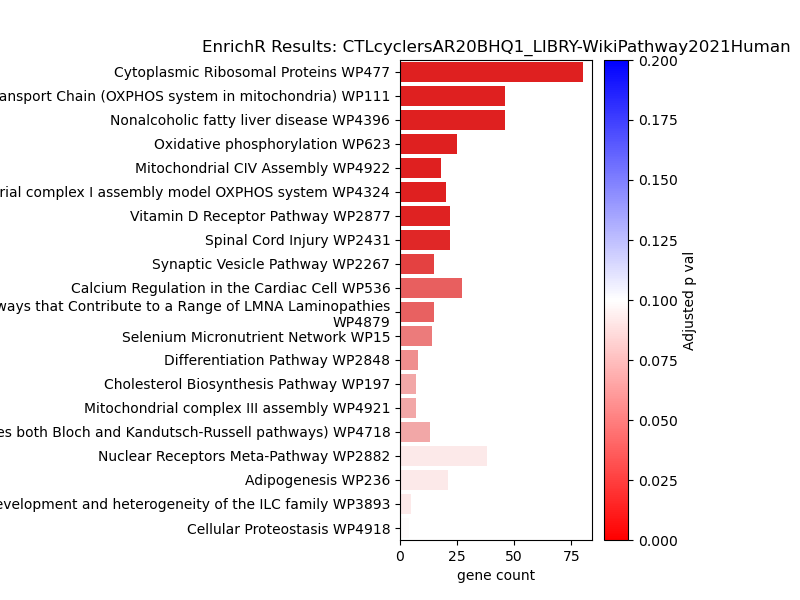 EnrichR Results: CTLcyclersAR20BHQ1_LIBRY-WikiPathway2021Human
Cytoplasmic Ribosomal Proteins WP477
ansport Chain (OXPHOS system in mitochondria) WP111
Nonalcoholic fatty liver disease WP4396
Oxidative phosphorylation WP623
Mitochondrial CIV Assembly WP4922
rial complex I assembly model OXPHOS system WP4324
Vitamin D Receptor Pathway WP2877
Spinal Cord Injury WP2431
Synaptic Vesicle Pathway WP2267
Calcium Regulation in the Cardiac Cell WP536
ways that Contribute to a Range of LMNA Laminopathies
WP4879
Selenium Micronutrient Network WP15
Differentiation Pathway WP2848
Cholesterol Biosynthesis Pathway WP197
Mitochondrial complex III assembly WP4921
es both Bloch and Kandutsch-Russell pathways) WP4718
Nuclear Receptors Meta-Pathway WP2882
Adipogenesis WP236
evelopment and heterogeneity of the ILC family WP3893
Cellular Proteostasis WP4918
0 25 50 75
gene count
0.200
0.175
0.150
0.125
0.100
0.075
0.050
0.025
0.000
Adjusted p val